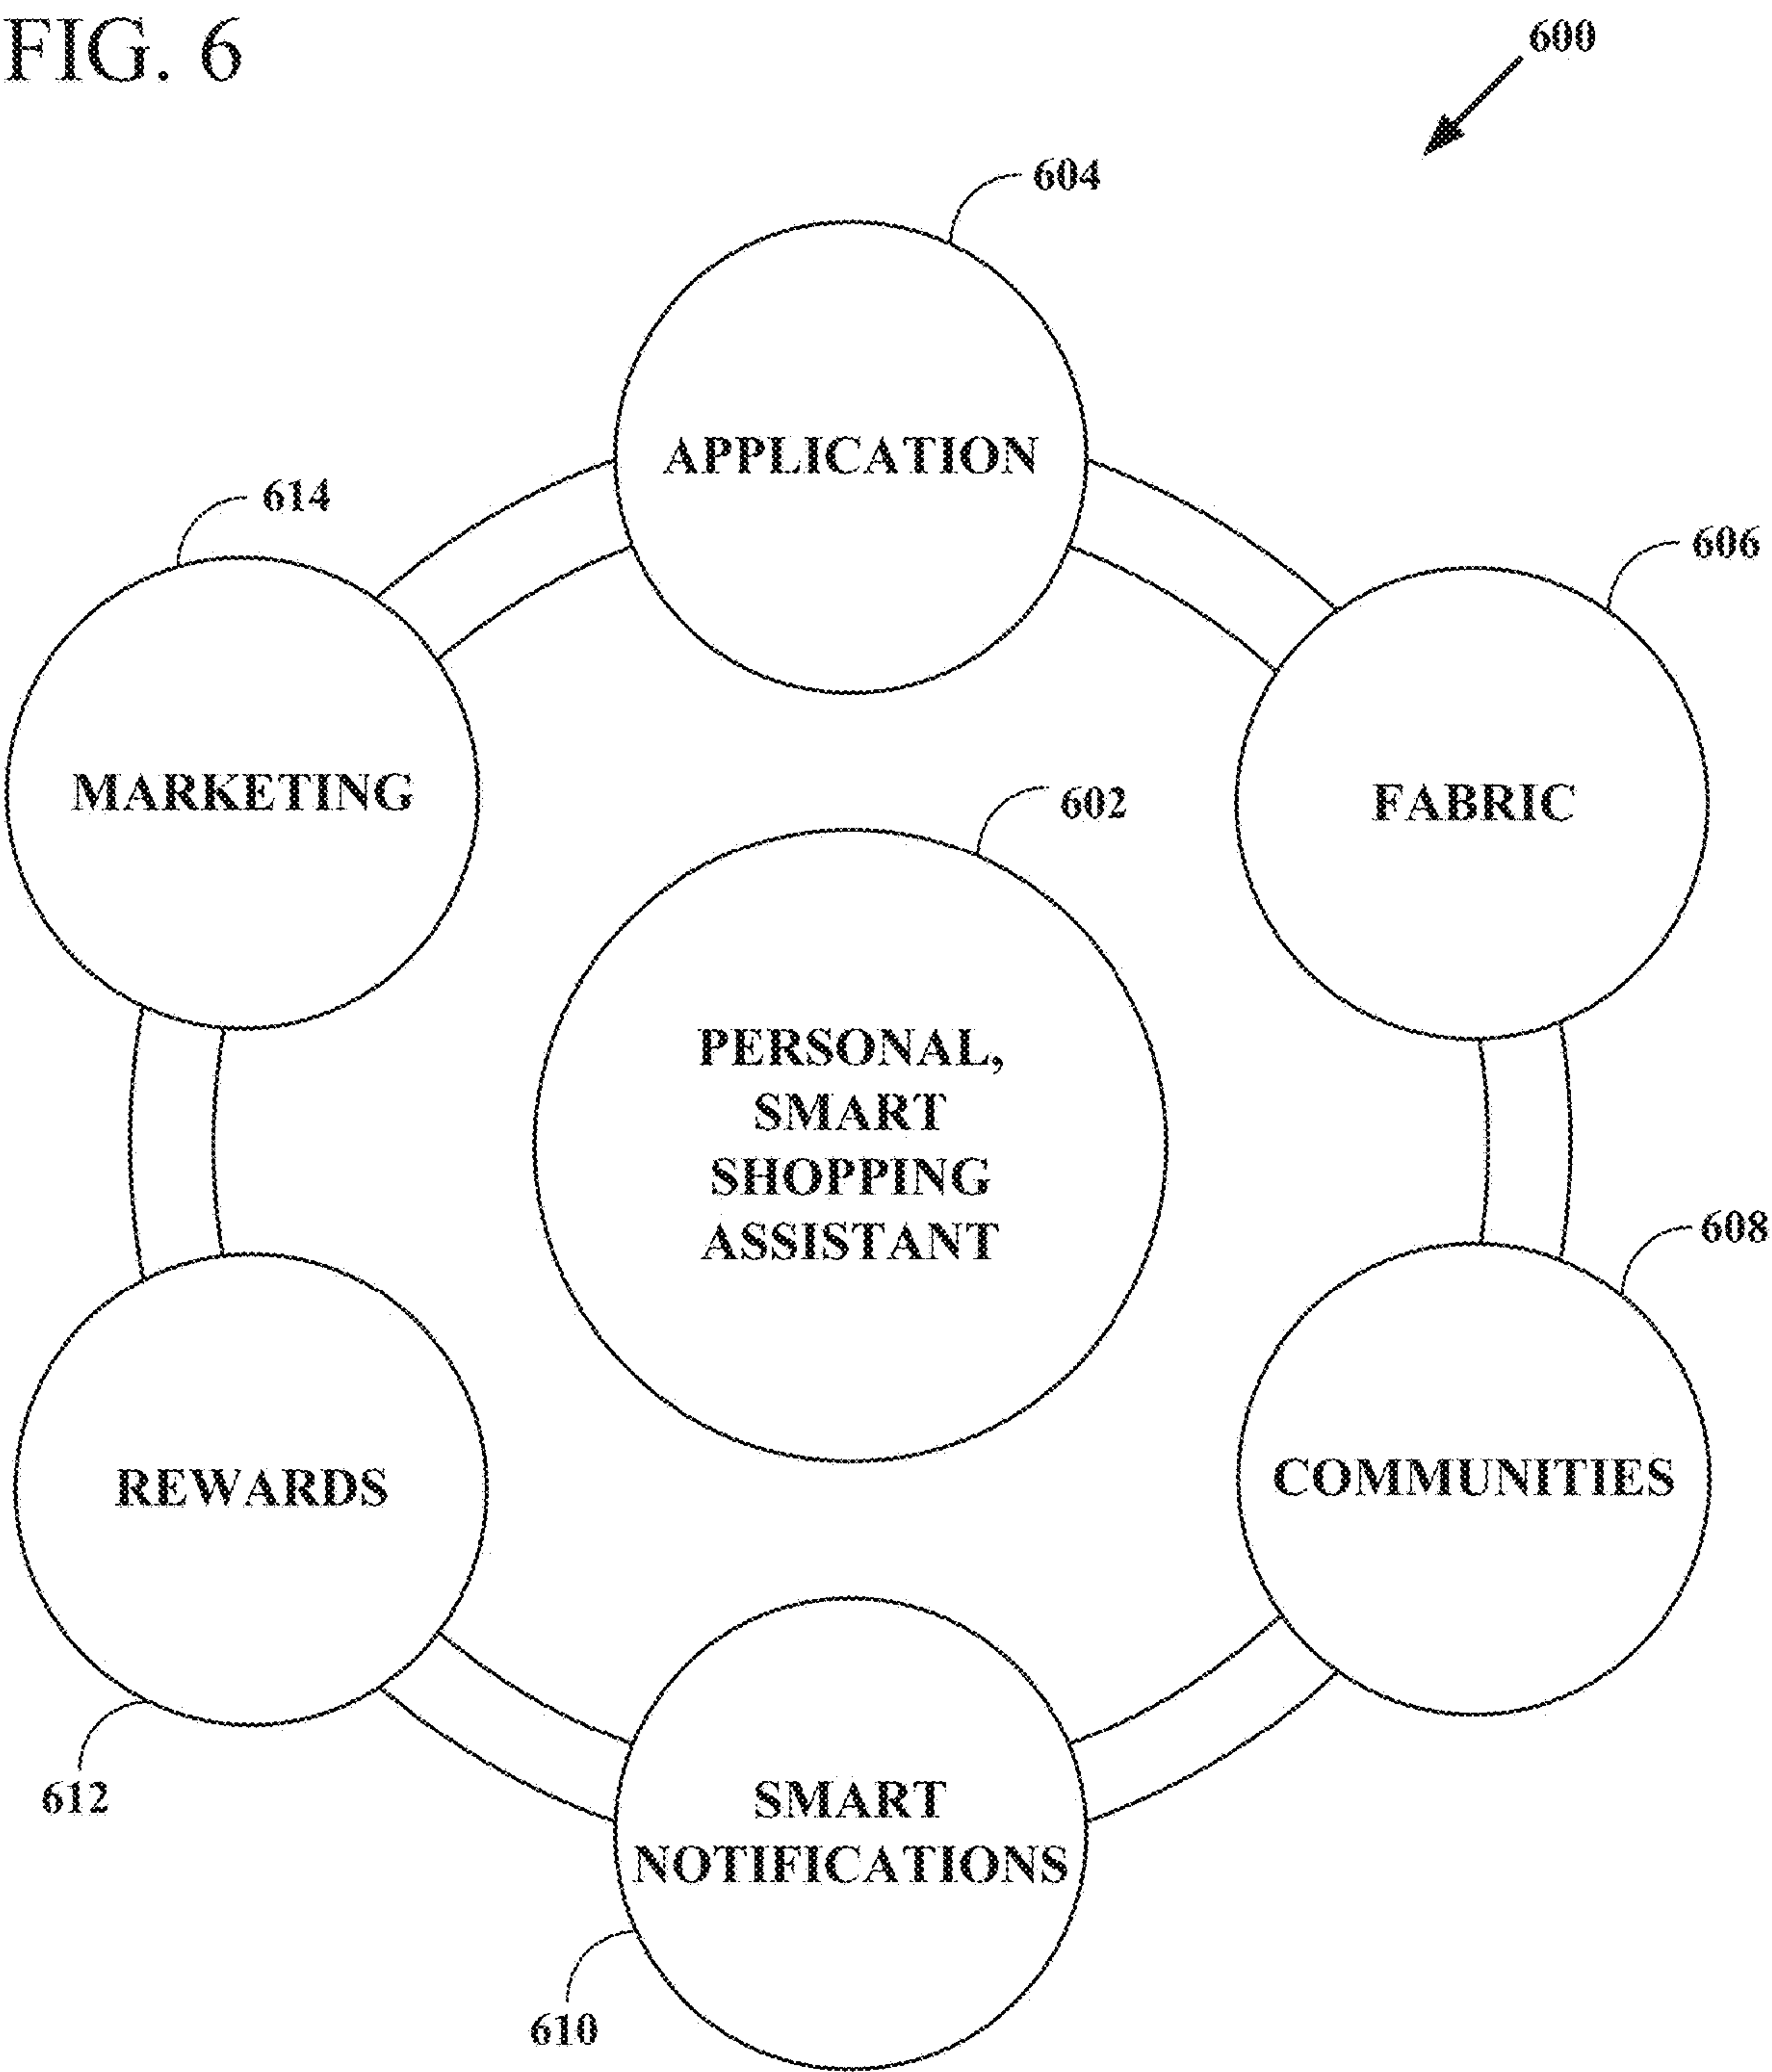 FIG. 6
600
604
APPLICATION
614
606
MARKETING
FABRIC
602
PERSONAL,
SMART
SHOPPING
ASSISTANT
608
REWARDS
COMMUNITIES
612
SMART
NOTIFICATIONS
610